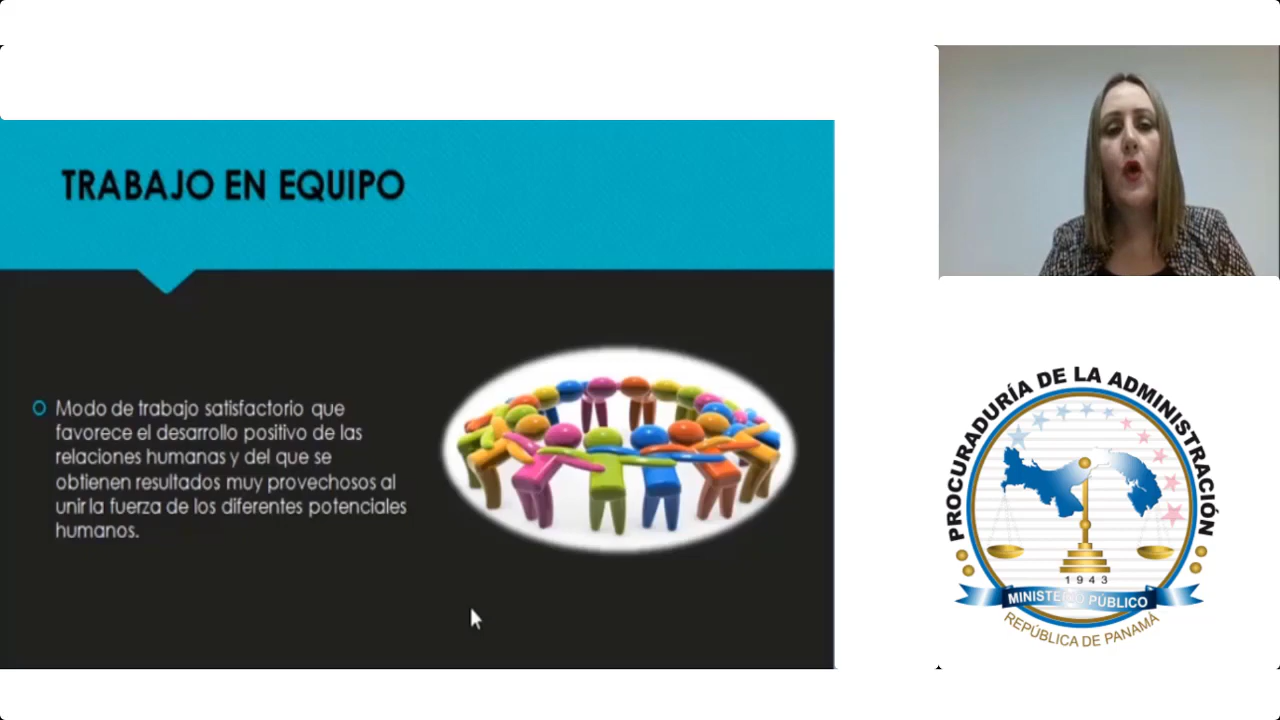 TRABAJO EN EQUIPO
Modo de trabajo satisfactorio que
favorece el desarrollo positivo de las
relaciones humanas y del que se
obtienen resultados muy provechosos al
unir la fuerza de los diferentes potenciales
humanos.
PROCURADURÍA DE LA ADMINISTRACIÓN
1943
MINISTERIO PÚBLICO
REPÚBLICA DE PANAMÁ